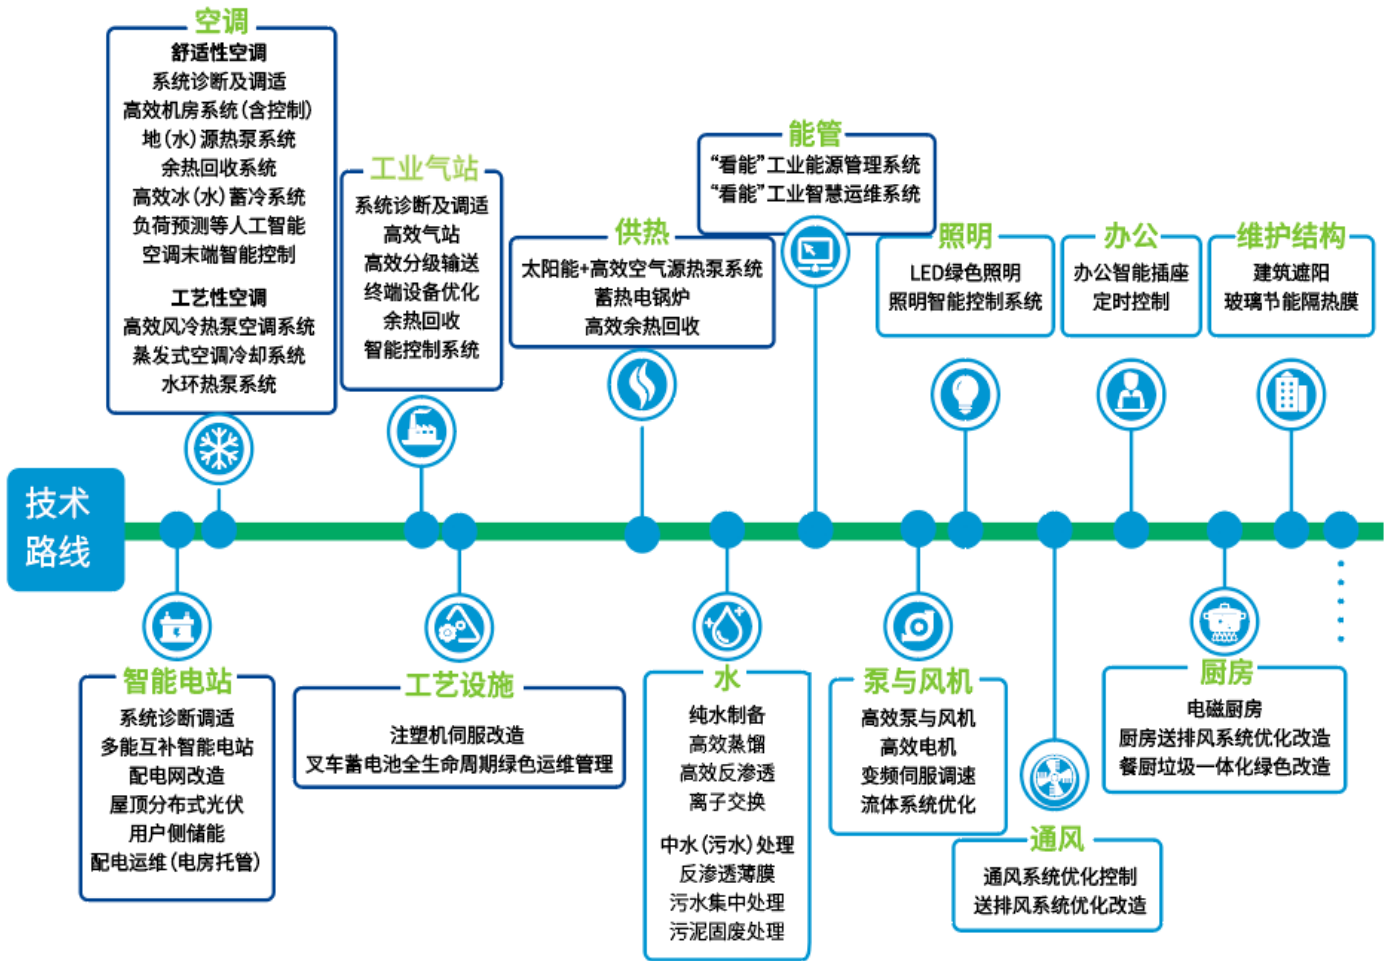 空调
舒适性空调
系统诊断及调适
高效机房系统(含控制)
地(水)源热泵系统
余热回收系统
高效冰(水)蓄冷系统
负荷预测等人工智能
空调末端智能控制
工艺性空调
高效风冷热泵空调系统
蒸发式空调冷却系统
水环热泵系统
工业气站
系统诊断及调适
高效气站
高效分级输送
终端设备优化
余热回收
智能控制系统
供热
太阳能+高效空气源热泵系统
蓄热电锅炉
高效余热回收
能管
“看能”工业能源管理系统
“看能”工业智慧运维系统
照明
LED绿色照明
照明智能控制系统
办公
办公智能插座
定时控制
维护结构
建筑遮阳
玻璃节能隔热膜
技术
路线
智能电站
系统诊断调适
多能互补智能电站
配电网改造
屋顶分布式光伏
用户侧储能
配电运维(电房托管)
工艺设施
注塑机伺服改造
叉车蓄电池全生命周期绿色运维管理
水
纯水制备
高效蒸馏
高效反渗透
离子交换
中水(污水)处理
反渗透薄膜
污水集中处理
污泥固废处理
泵与风机
高效泵与风机
高效电机
变频伺服调速
流体系统优化
通风
通风系统优化控制
送排风系统优化改造
厨房
电磁厨房
厨房送排风系统优化改造
餐厨垃圾一体化绿色改造